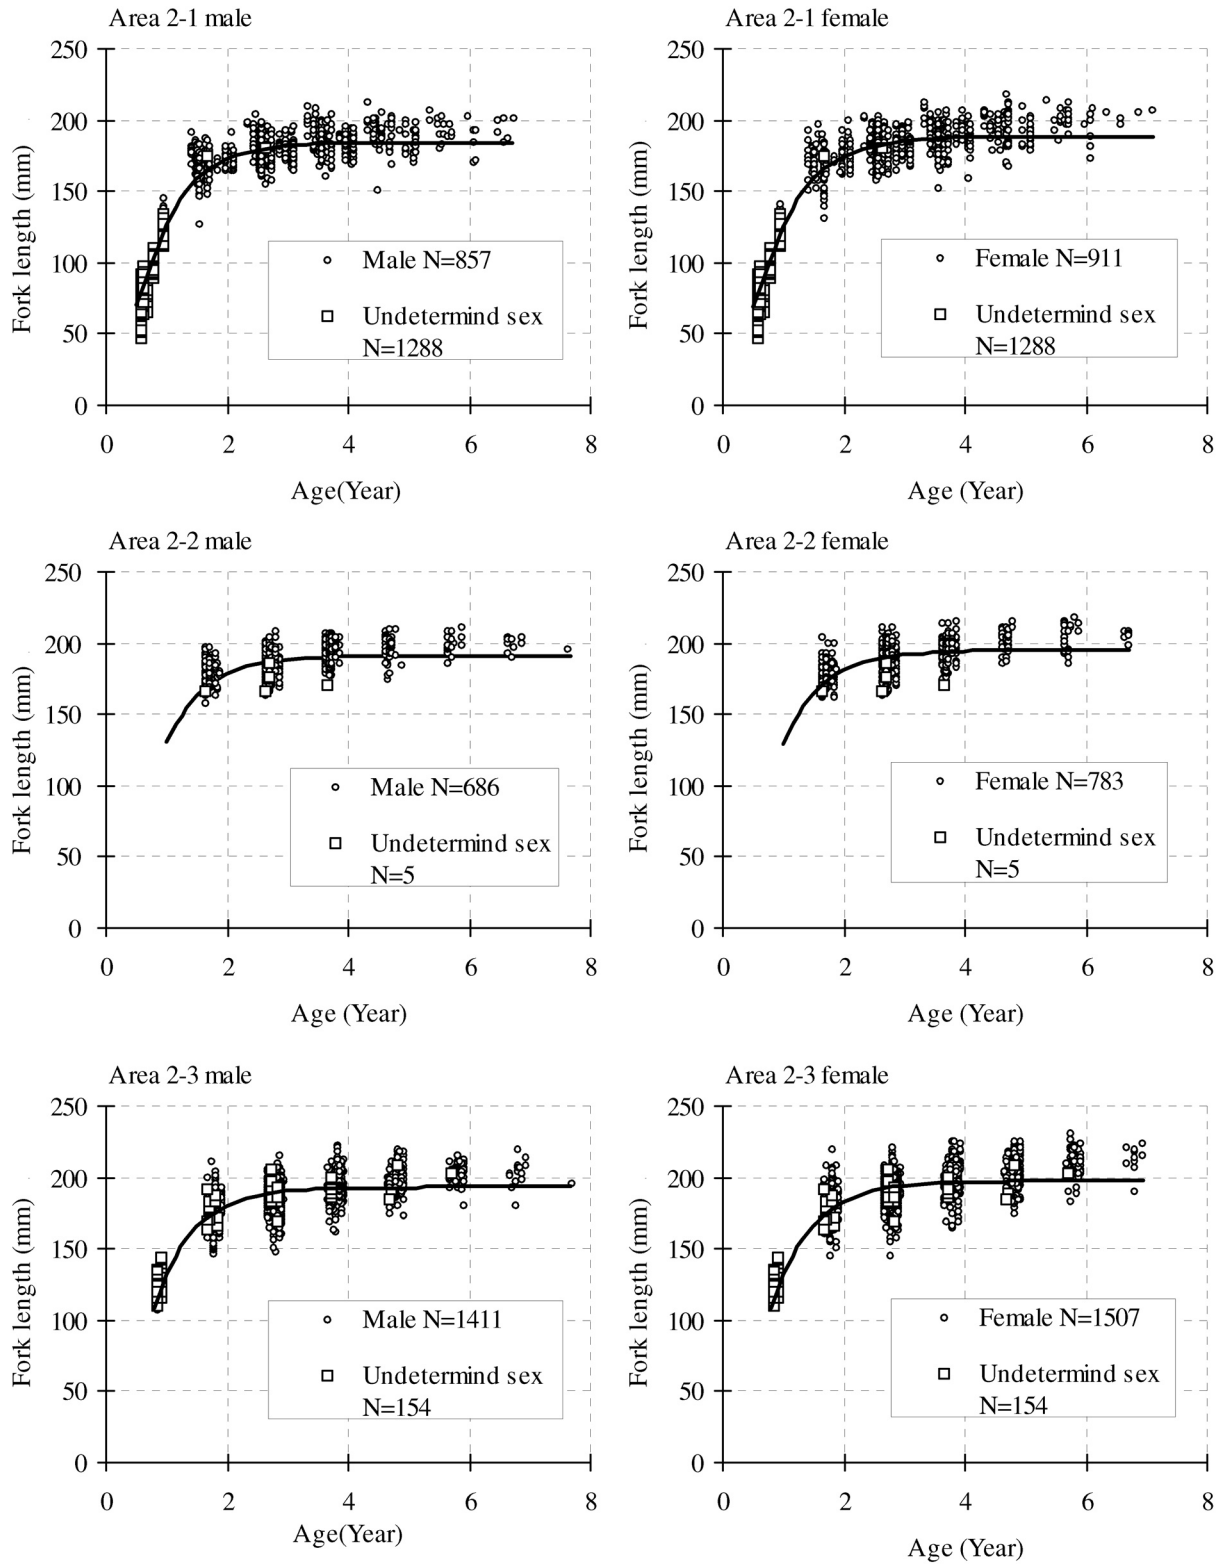 Area 2-1 male
250
200
150
100
50
0
0 2 4 6 8
Fork length (mm)
Age(Year)
Male N=857
Undetermind sex
N=1288
Area 2-1 female
250
200
150
100
50
0
0 2 4 6 8
Fork length (mm)
Age (Year)
Female N=911
Undetermind sex
N=1288
Area 2-2 male
250
200
150
100
50
0
0 2 4 6 8
Fork length (mm)
Age (Year)
Male N=686
Undetermind sex
N=5
Area 2-2 female
250
200
150
100
50
0
0 2 4 6 8
Fork length (mm)
Age (Year)
Female N=783
Undetermind sex
N=5
Area 2-3 male
250
200
150
100
50
0
0 2 4 6 8
Fork length (mm)
Age(Year)
Male N=1411
Undetermind sex
N=154
Area 2-3 female
250
200
150
100
50
0
0 2 4 6 8
Fork length (mm)
Age (Year)
Female N=1507
Undetermind sex
N=154